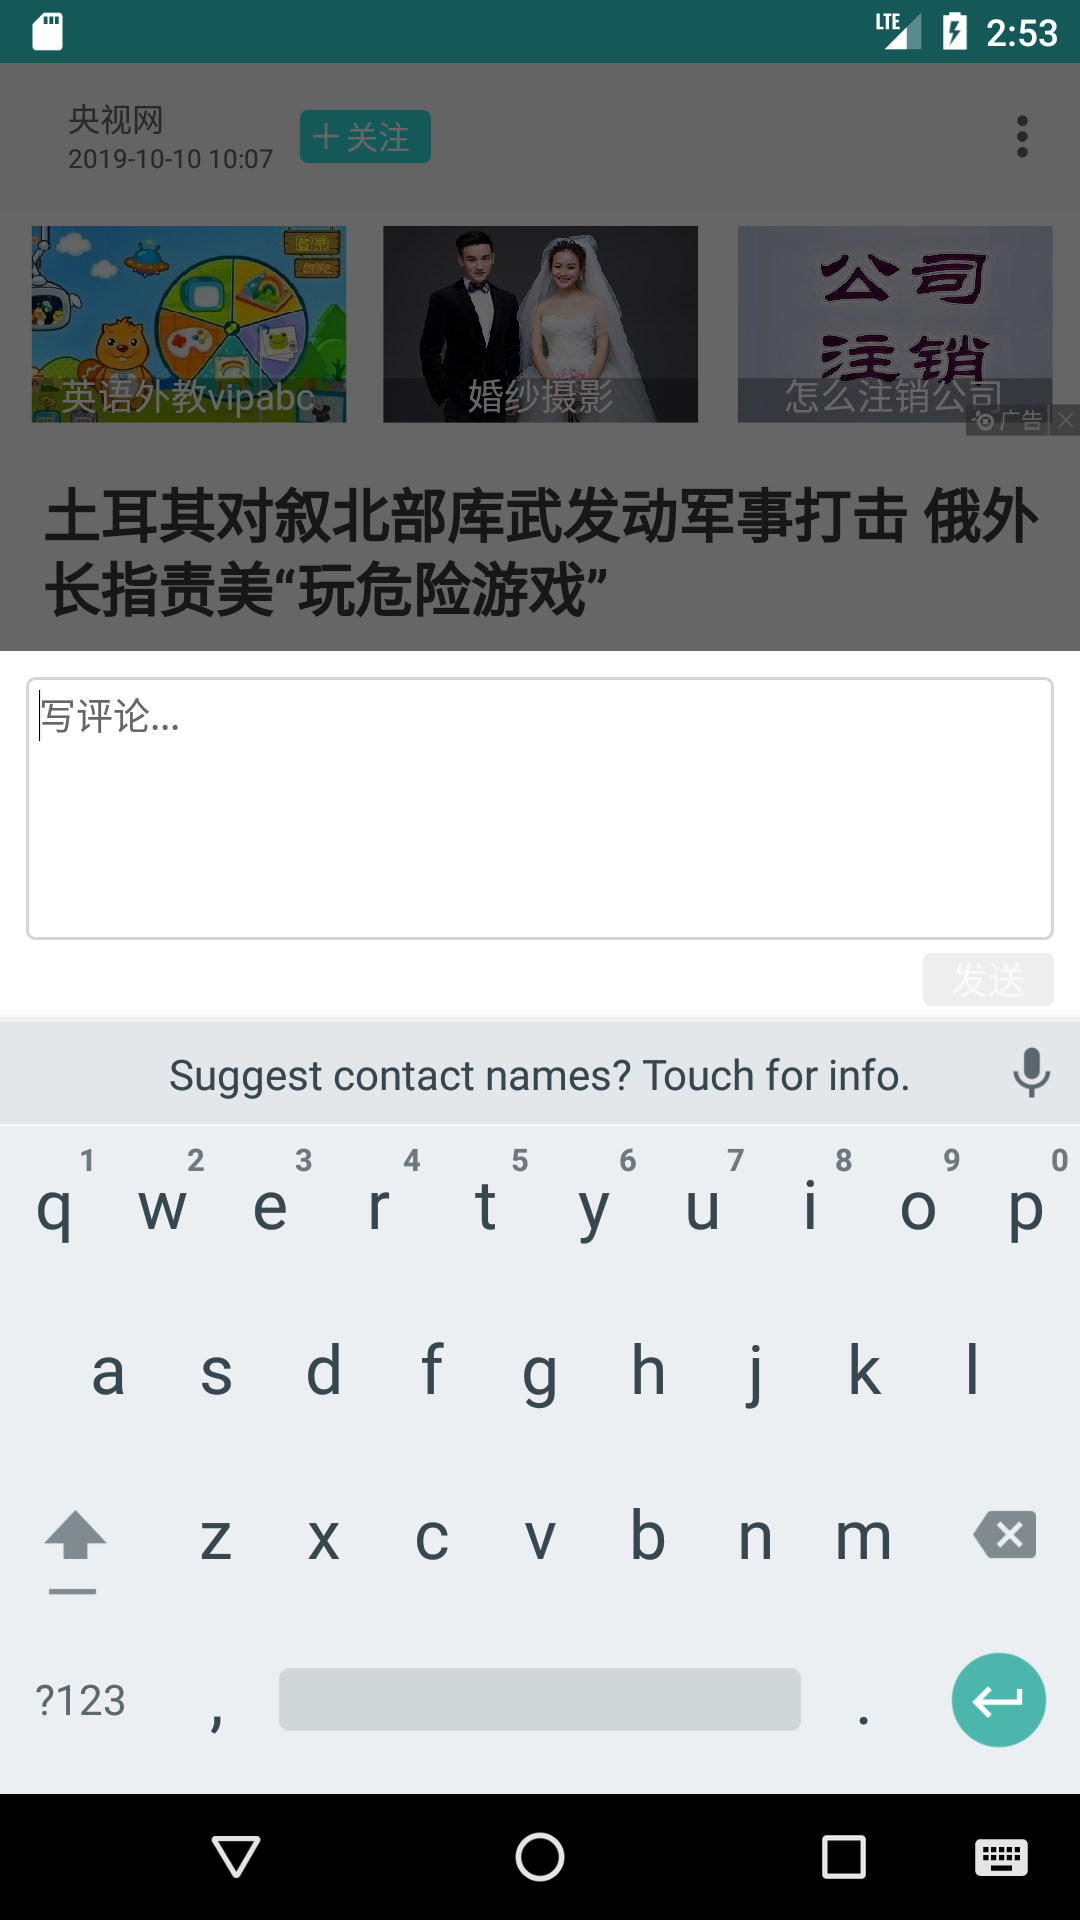 LTE 2:53
央视网
2019-10-10 10:07
+关注
登录
公司
注销
英语外教vipabc
婚纱摄影
怎么注销公司
广告
土耳其对叙北部库武发动军事打击 俄外
长指责美“玩危险游戏”
写评论...
发送
Suggest contact names? Touch for info.
1 2 3 4 5 6 7 8 9 0
q w e r t y u i o p
a s d f g h j k l
z x c v b n m
?123 , .